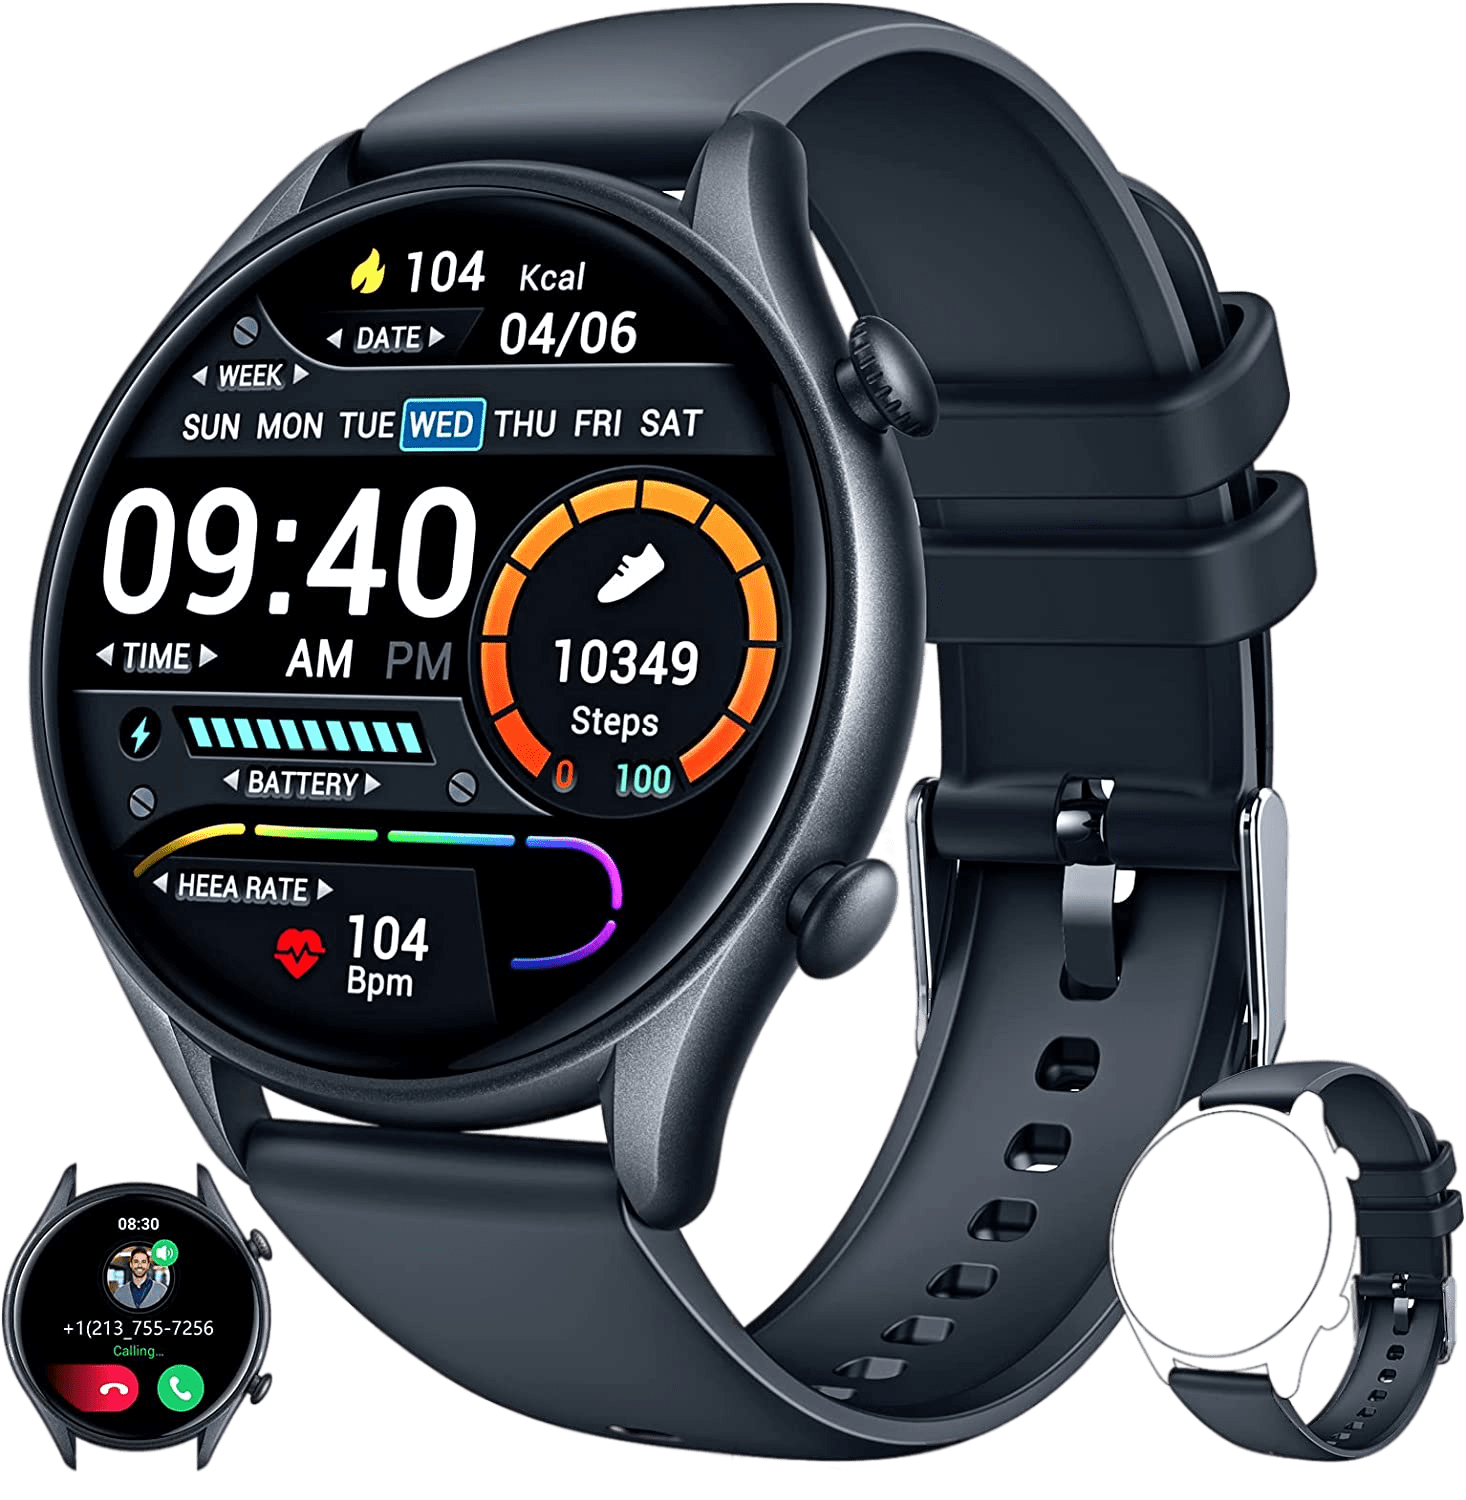 104 Kcal
DATE 04/06
WEEK
SUN MON TUE WED THU FRI SAT
09:40
TIME AM PM
10349
Steps
0 100
BATTERY
HEEA RATE
104
Bpm
08:30
+1(213_755-7256
Calling...